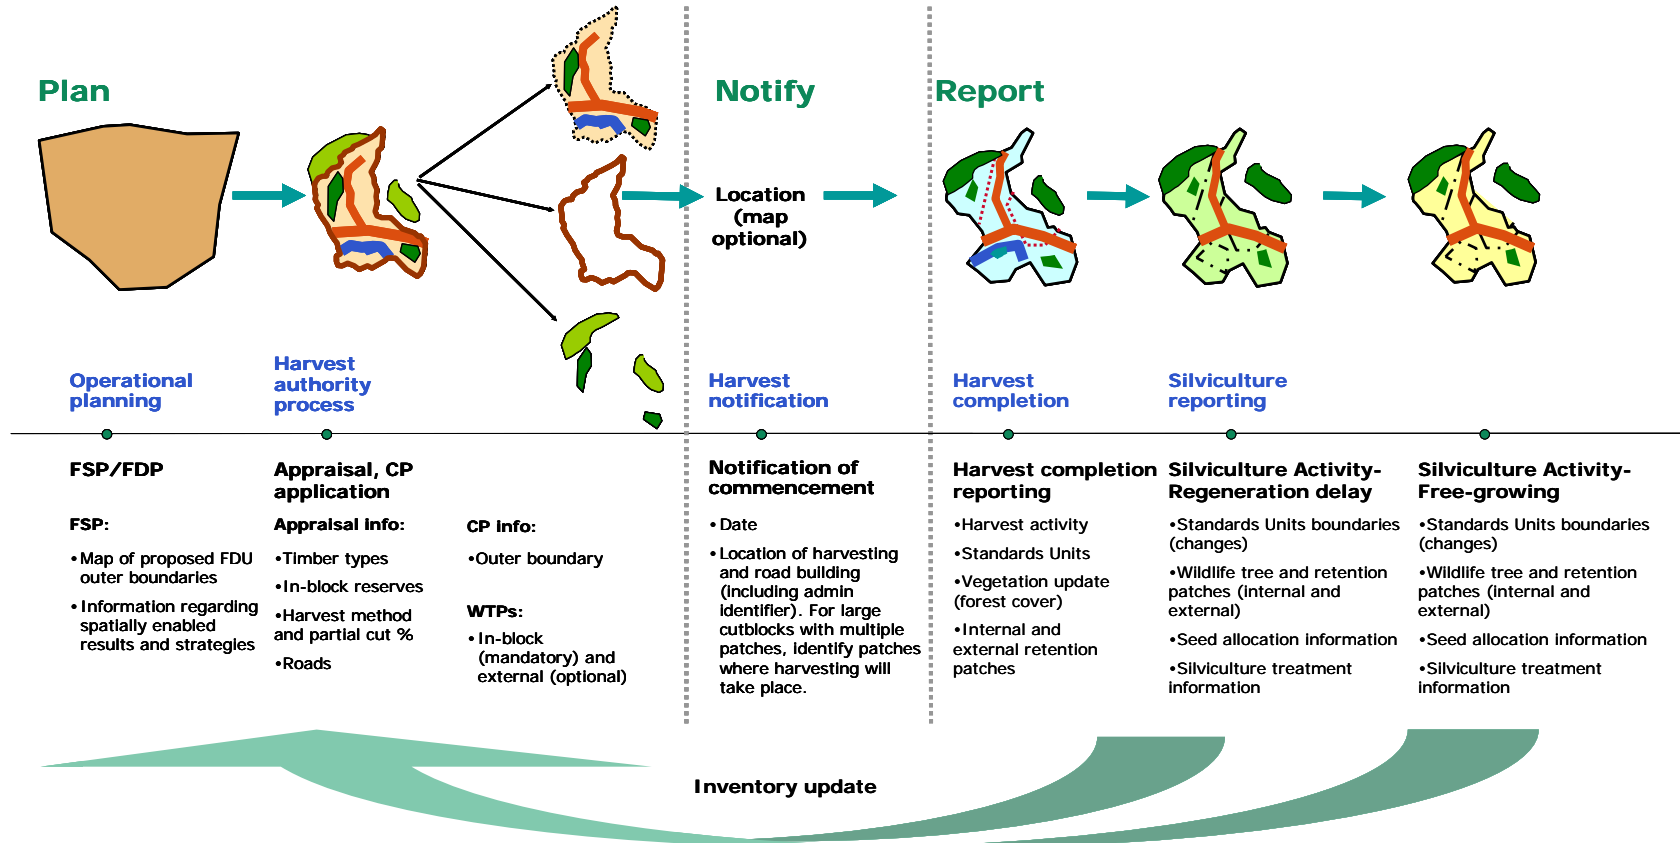 Plan
Notify
Report
Location
(map
optional)
Operational
planning
Harvest
authority
process
Harvest
notification
Harvest
completion
Silviculture
reporting
FSP/FDP
FSP:
•Map of proposed FDU
outer boundaries
•Information regarding
spatially enabled
results and strategies
Appraisal, CP
application
Appraisal info:
•Timber types
•In-block reserves
•Harvest method
and partial cut %
•Roads
CP info:
•Outer boundary
WTPs:
•In-block
(mandatory) and
external (optional)
Notification of
commencement
•Date
•Location of harvesting
and road building
(including admin
identifier). For large
cutblocks with multiple
patches, identify patches
where harvesting will
take place.
Harvest completion
reporting
•Harvest activity
•Standards Units
•Vegetation update
(forest cover)
•Internal and
external retention
patches
Silviculture Activity-
Regeneration delay
•Standards Units boundaries
(changes)
•Wildlife tree and retention
patches (internal and
external)
•Seed allocation information
•Silviculture treatment
information
Silviculture Activity-
Free-growing
•Standards Units boundaries
(changes)
•Wildlife tree and retention
patches (internal and
external)
•Seed allocation information
•Silviculture treatment
information
Inventory update